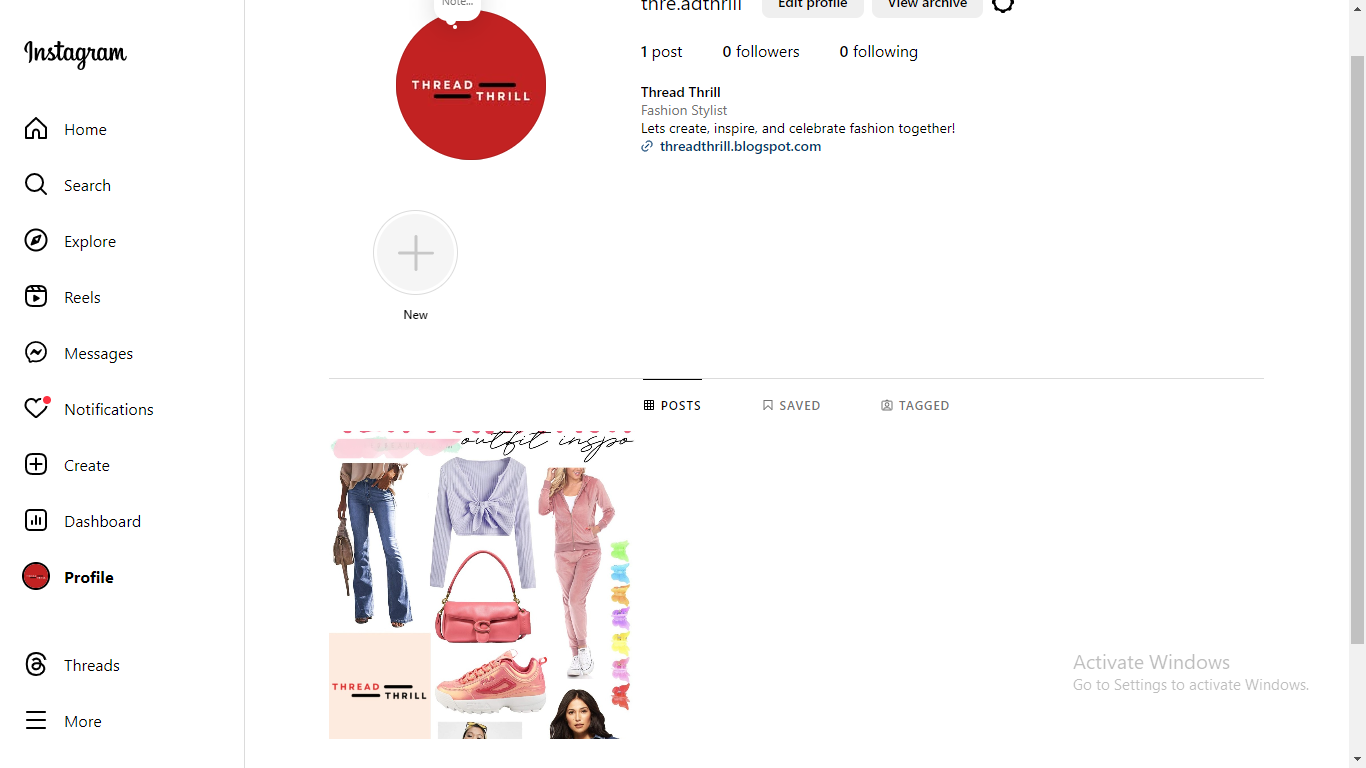 Note...
thre.adthrill
Edit profile
View archive
Instagram
1 post
0 followers
0 following
THREAD
THRILL
Thread Thrill
Fashion Stylist
Lets create, inspire, and celebrate fashion together!
threadthrill.blogspot.com
Home
Search
Explore
Reels
Messages
Notifications
Create
Dashboard
Profile
Threads
More
New
POSTS
SAVED
TAGGED
outfit inspo
THREAD
THRILL
Activate Windows
Go to Settings to activate Windows.